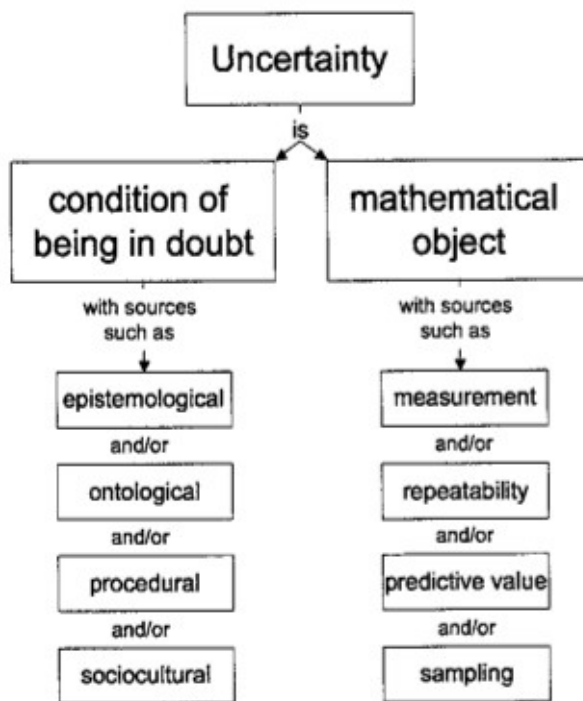 Uncertainty
is
condition of
being in doubt
with sources
such as
epistemological
and/or
ontological
and/or
procedural
and/or
sociocultural
mathematical
object
with sources
such as
measurement
and/or
repeatability
and/or
predictive value
and/or
sampling